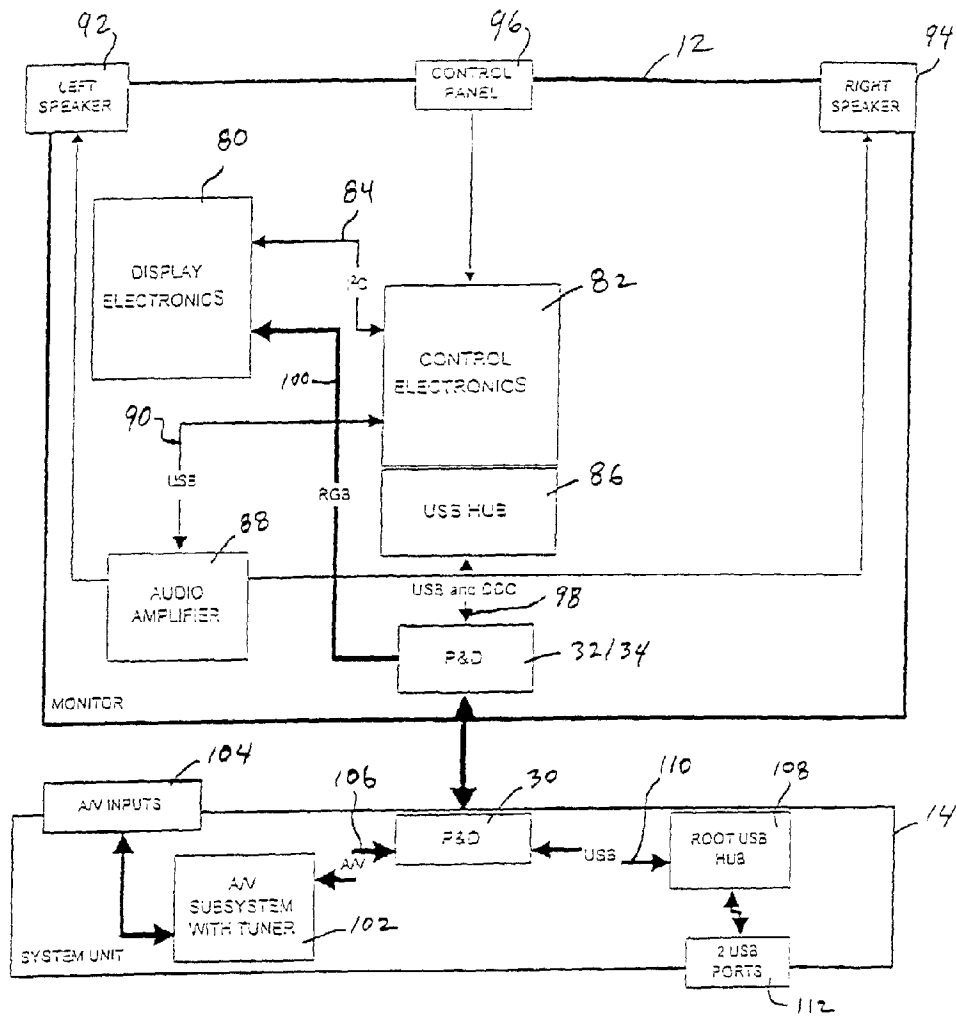 92
96
12
94
LEFT
SPEAKER
CONTROL
PANEL
RIGHT
SPEAKER
80
84
DISPLAY
ELECTRONICS
I²C
82
CONTROL
ELECTRONICS
100
90
USB
RGB
86
USB HUB
88
AUDIO
AMPLIFIER
USB and DDC
98
P&D
32/34
MONITOR
104
106
30
110
108
14
A/V INPUTS
P&D
A/V
USB
ROOT USB
HUB
A/V
SUBSYSTEM
WITH TUNER
102
SYSTEM UNIT
2 USB
PORTS
112